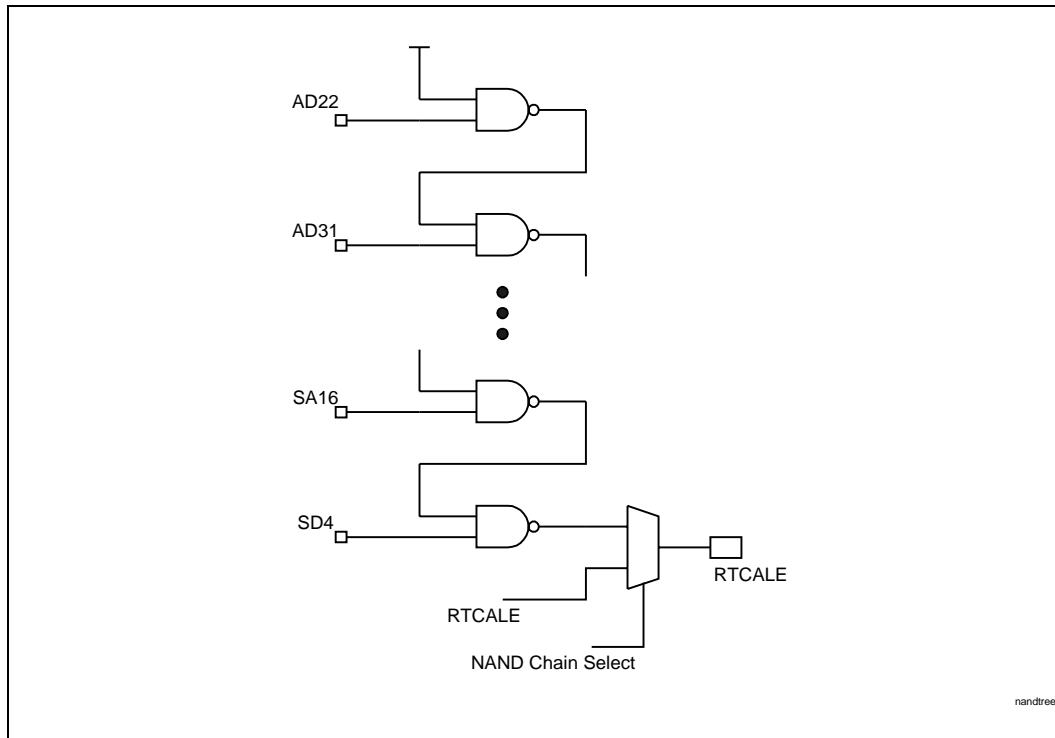 AD22
AD31
SA16
SD4
RTCALE
RTCALE
NAND Chain Select
nandtree